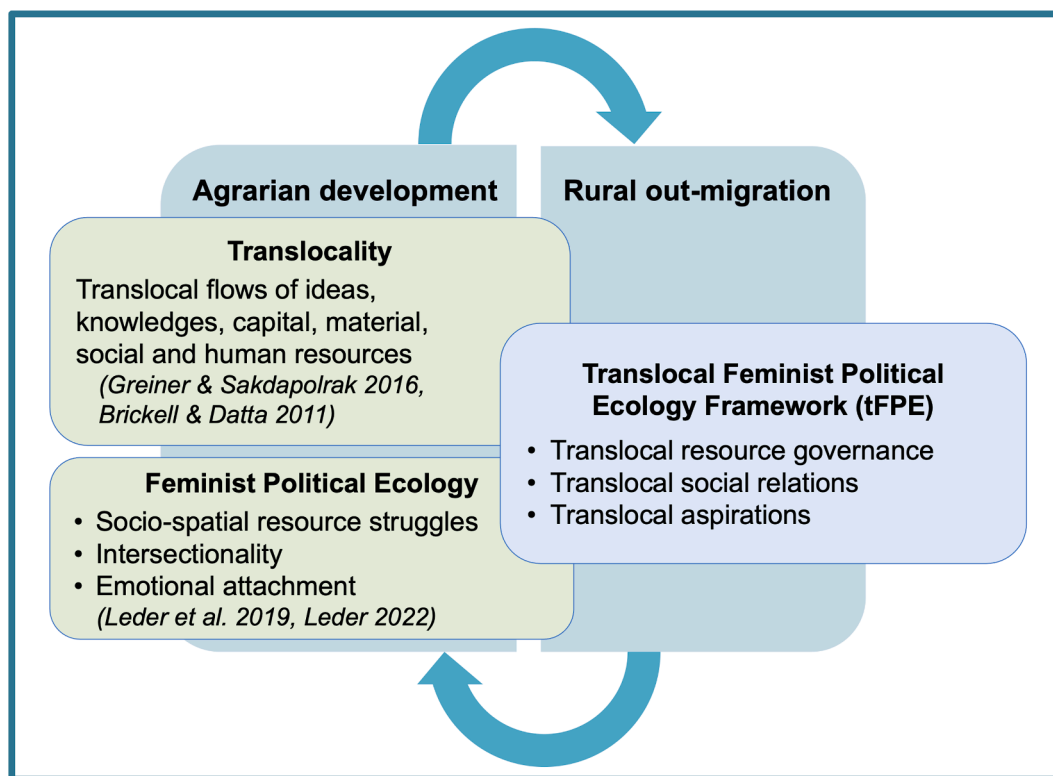 Agrarian development
Rural out-migration
Translocality
Translocal flows of ideas,
knowledges, capital, material,
social and human resources
(Greiner & Sakdapolrak 2016,
Brickell & Datta 2011)
Feminist Political Ecology
• Socio-spatial resource struggles
• Intersectionality
• Emotional attachment
(Leder et al. 2019, Leder 2022)
Translocal Feminist Political
Ecology Framework (tFPE)
• Translocal resource governance
• Translocal social relations
• Translocal aspirations